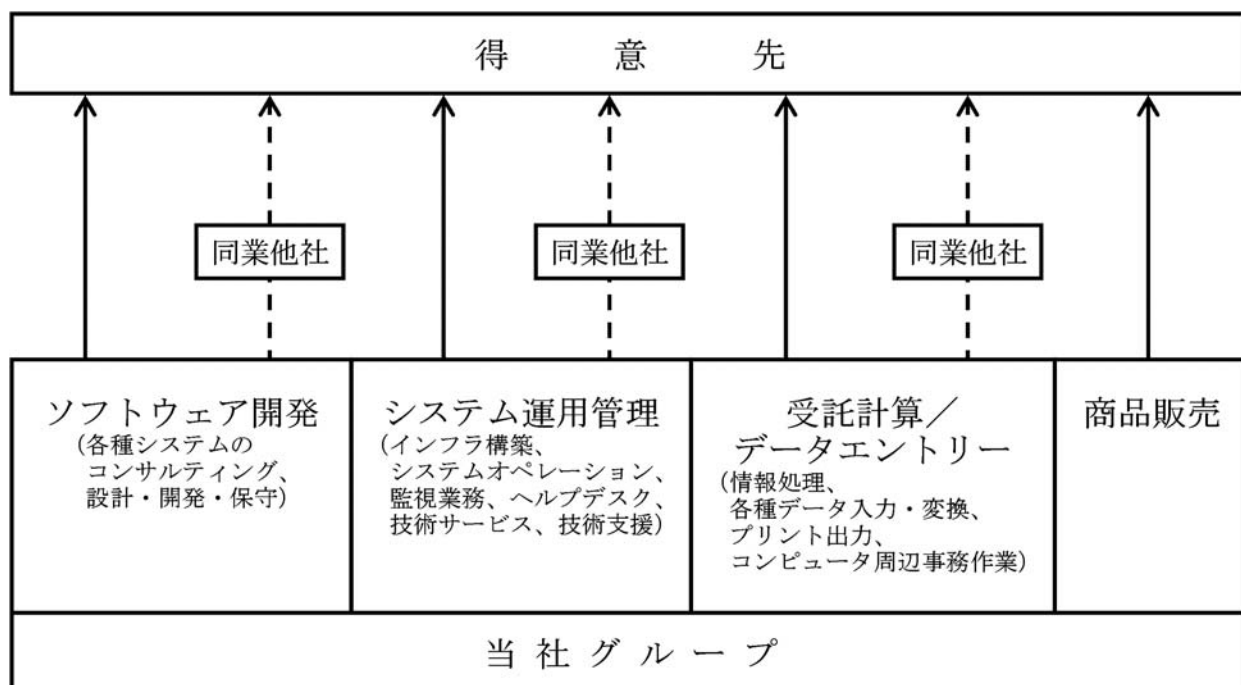 得意先
同業他社
同業他社
同業他社
ソフトウェア開発
(各種システムの
コンサルティング、
設計・開発・保守)
システム運用管理
(インフラ構築、
システムオペレーション、
監視業務、ヘルプデスク、
技術サービス、技術支援)
受託計算／
データエントリー
(情報処理、
各種データ入力・変換、
プリント出力、
コンピュータ周辺事務作業)
商品販売
当社グループ